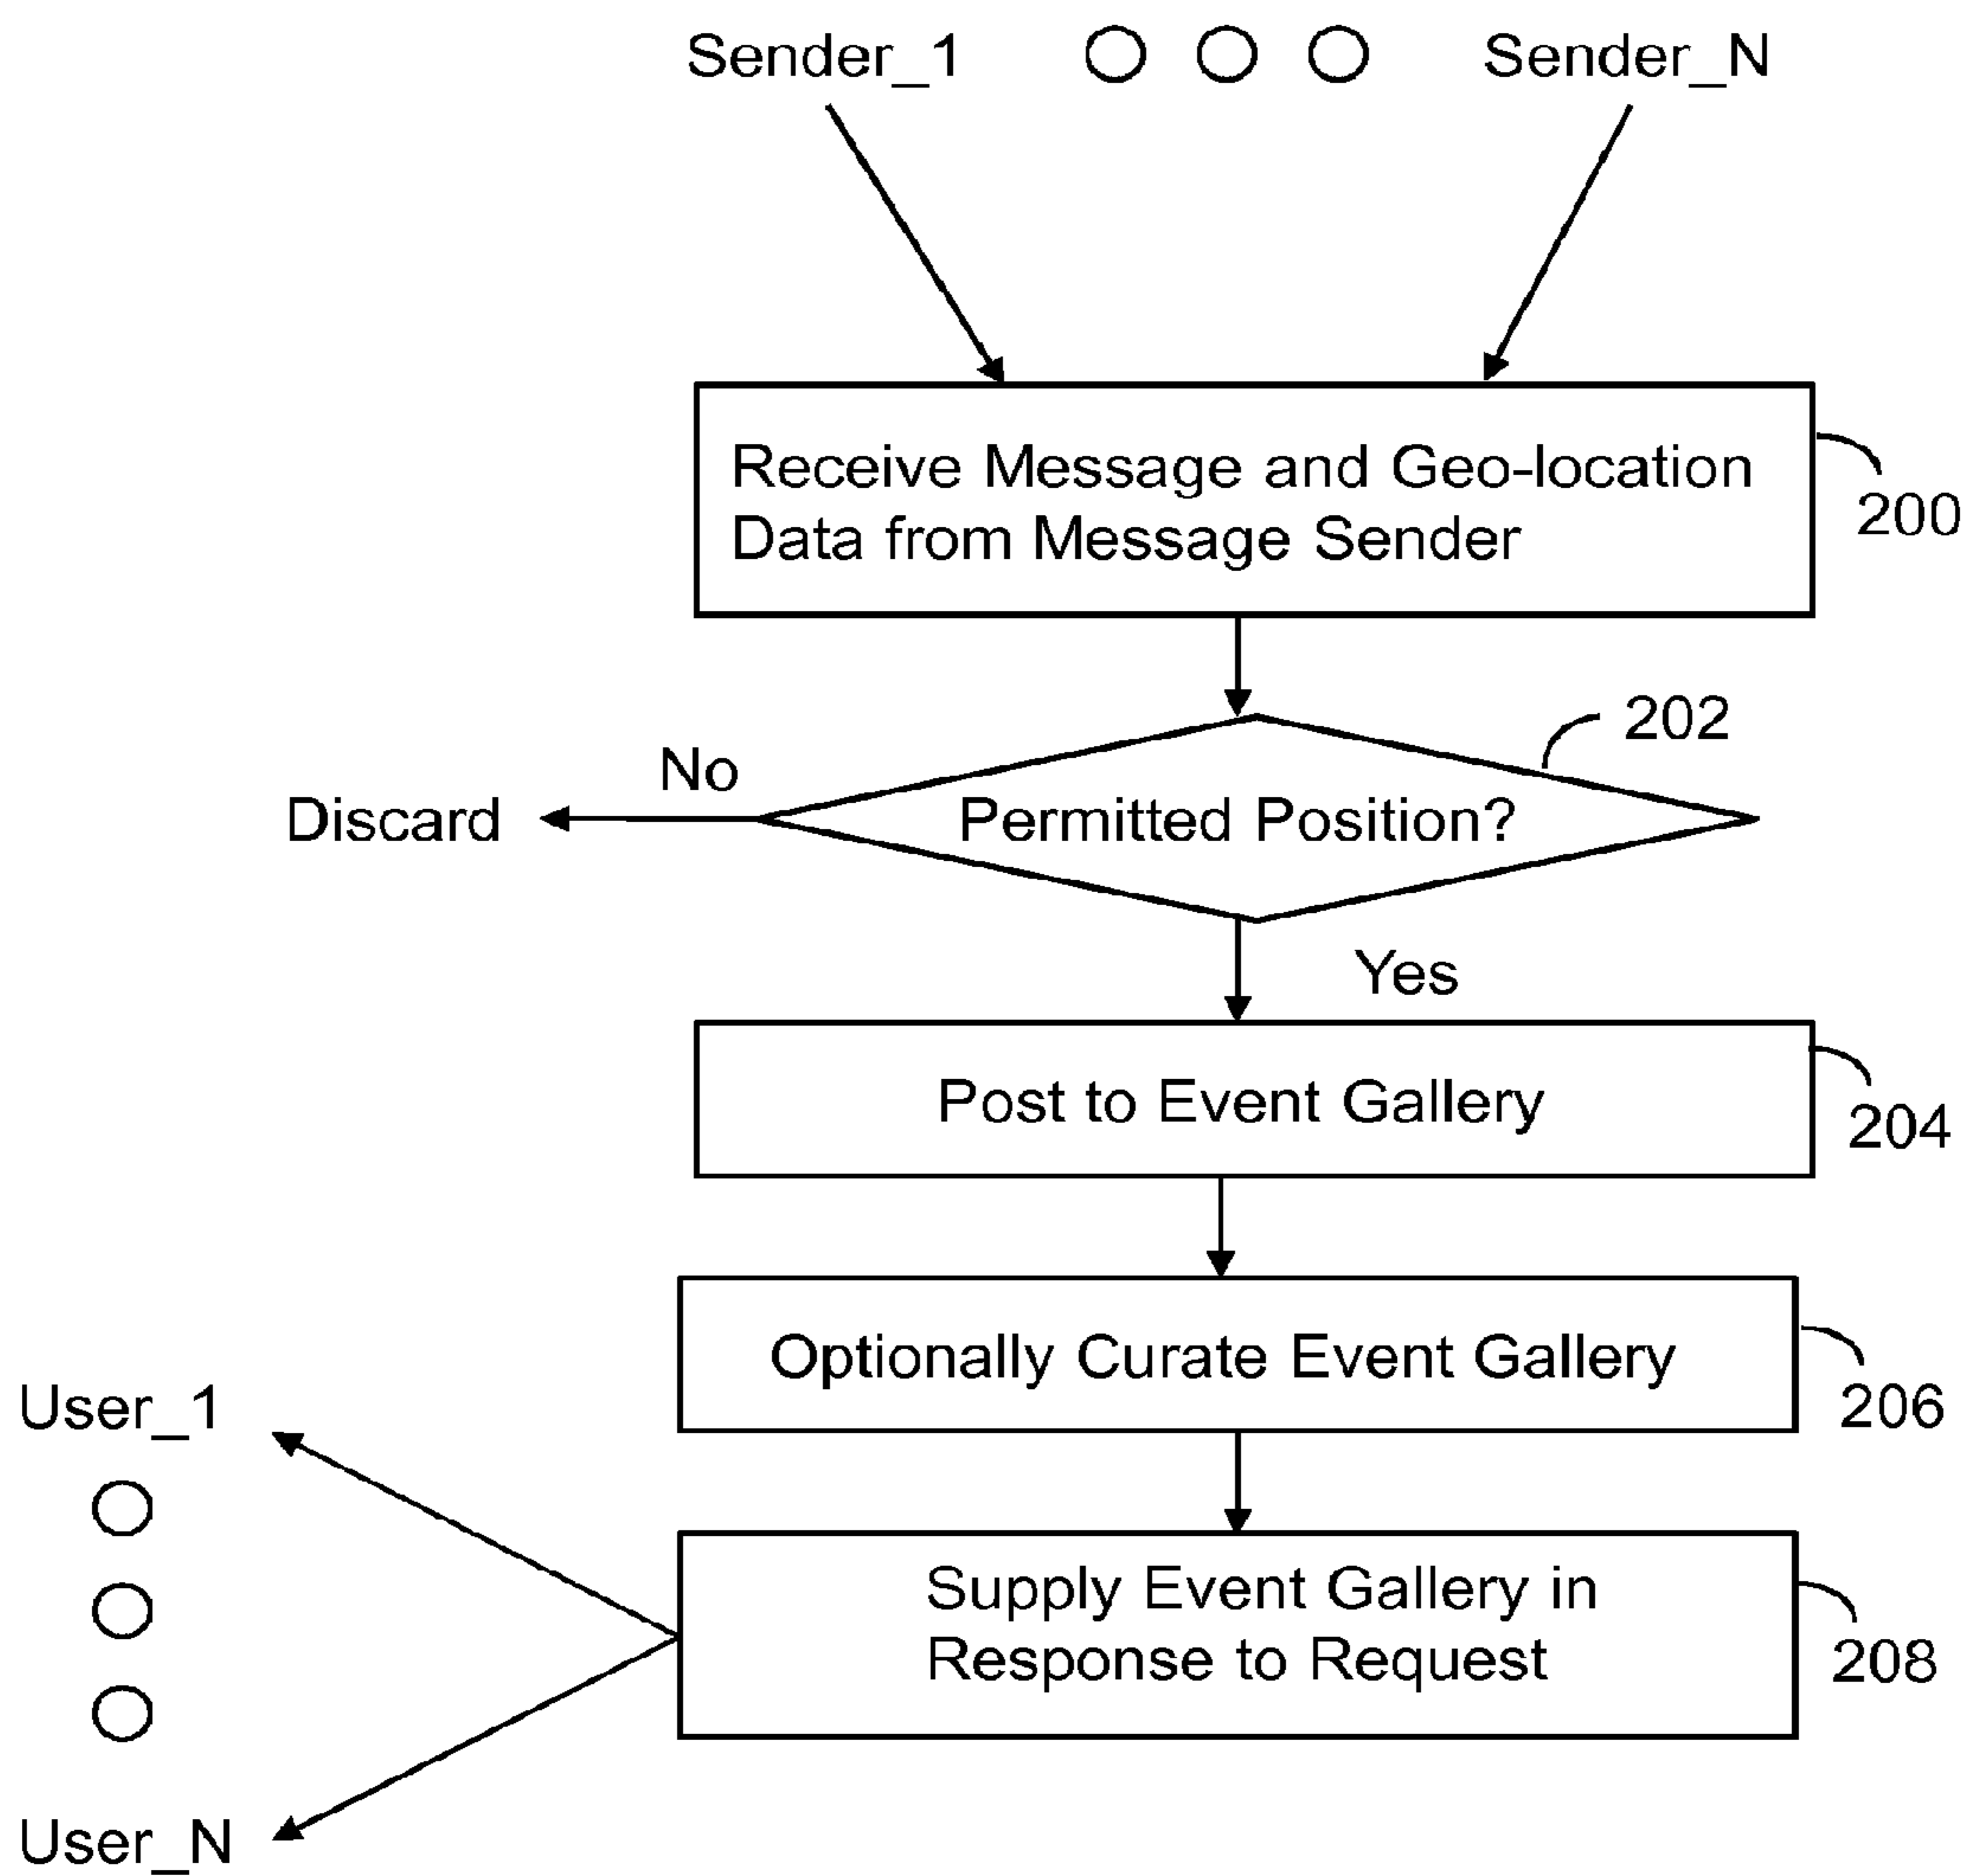 Sender_1
Sender_N
Receive Message and Geo-location
Data from Message Sender
200
202
No
Discard
Permitted Position?
Yes
Post to Event Gallery
204
Optionally Curate Event Gallery
206
User_1
Supply Event Gallery in
Response to Request
208
User_N